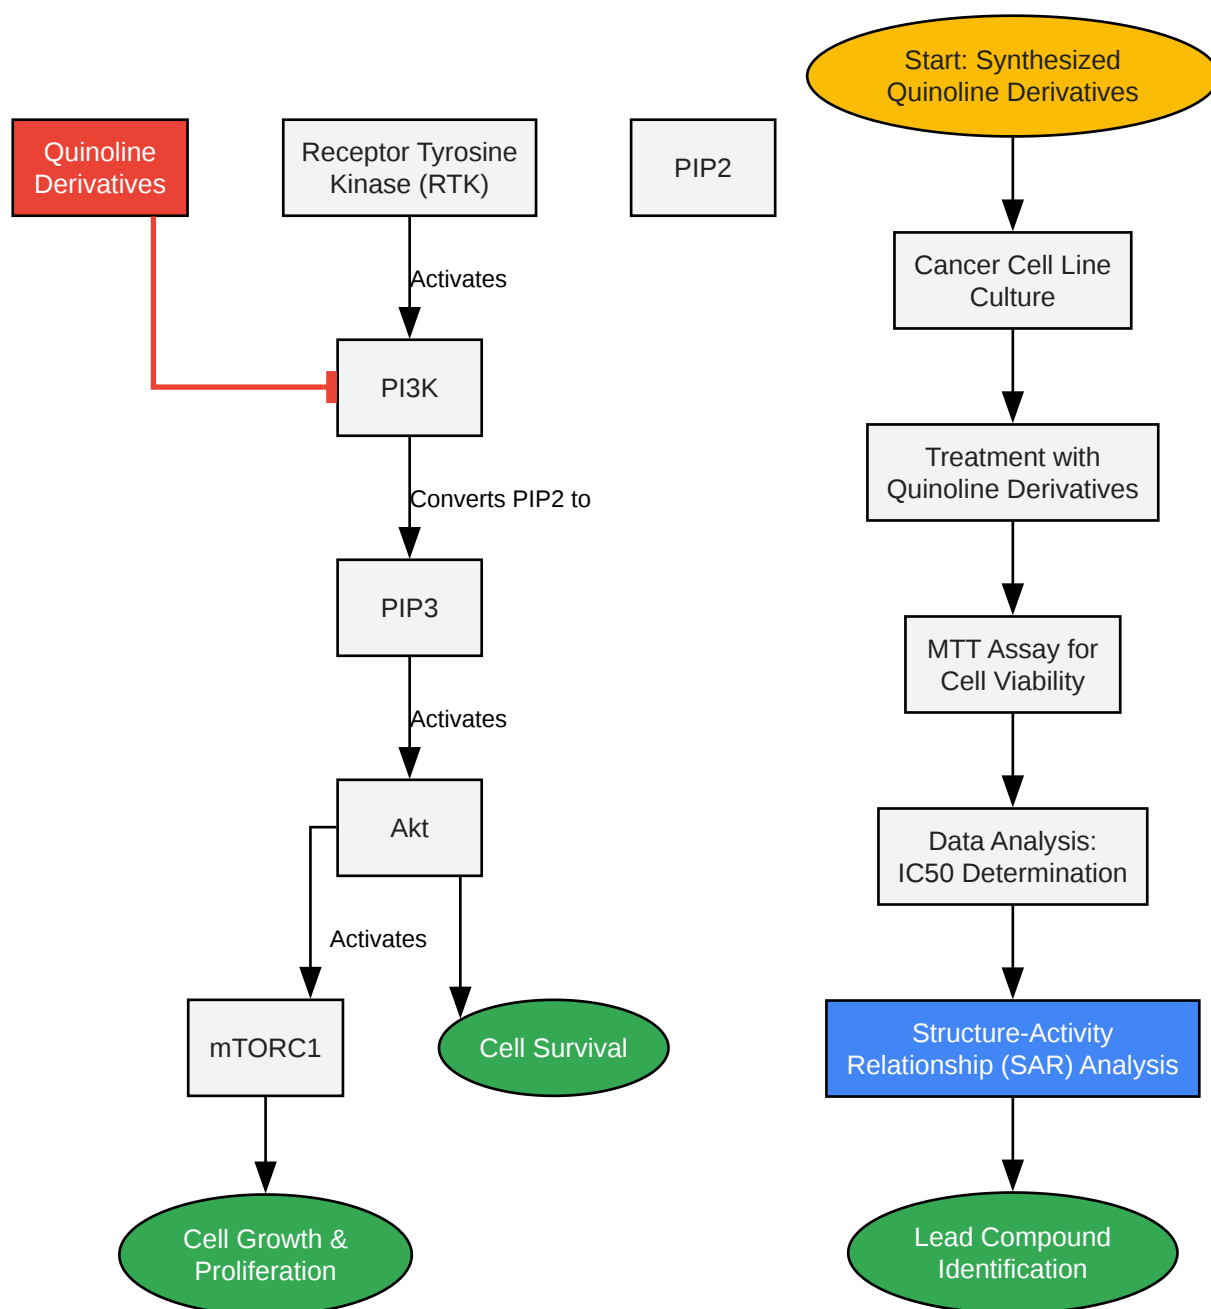 Quinoline
Derivatives
Receptor Tyrosine
Kinase (RTK)
PIP2
Activates
PI3K
Converts PIP2 to
PIP3
Activates
Akt
Activates
mTORC1
Cell Survival
Cell Growth &
Proliferation
Start: Synthesized
Quinoline Derivatives
Cancer Cell Line
Culture
Treatment with
Quinoline Derivatives
MTT Assay for
Cell Viability
Data Analysis:
IC50 Determination
Structure-Activity
Relationship (SAR) Analysis
Lead Compound
Identification